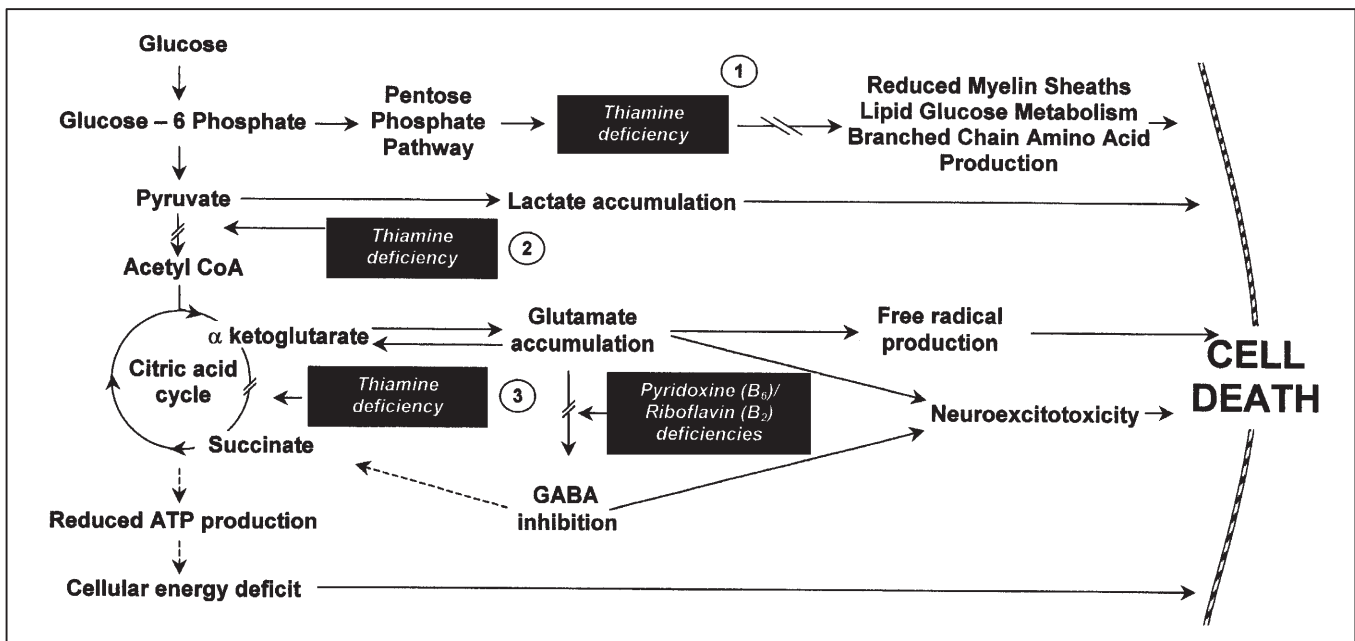 Glucose
1
Glucose – 6 Phosphate
Pentose
Phosphate
Pathway
Thiamine
deficiency
Reduced Myelin Sheaths
Lipid Glucose Metabolism
Branched Chain Amino Acid
Production
Pyruvate
Lactate accumulation
Thiamine
deficiency
2
Acetyl CoA
α ketoglutarate
Glutamate
accumulation
Free radical
production
Citric acid
cycle
Thiamine
deficiency
3
Pyridoxine (B₆)/
Riboflavin (B₂)
deficiencies
Neuroexcitotoxicity
CELL
DEATH
Succinate
GABA
inhibition
Reduced ATP production
Cellular energy deficit